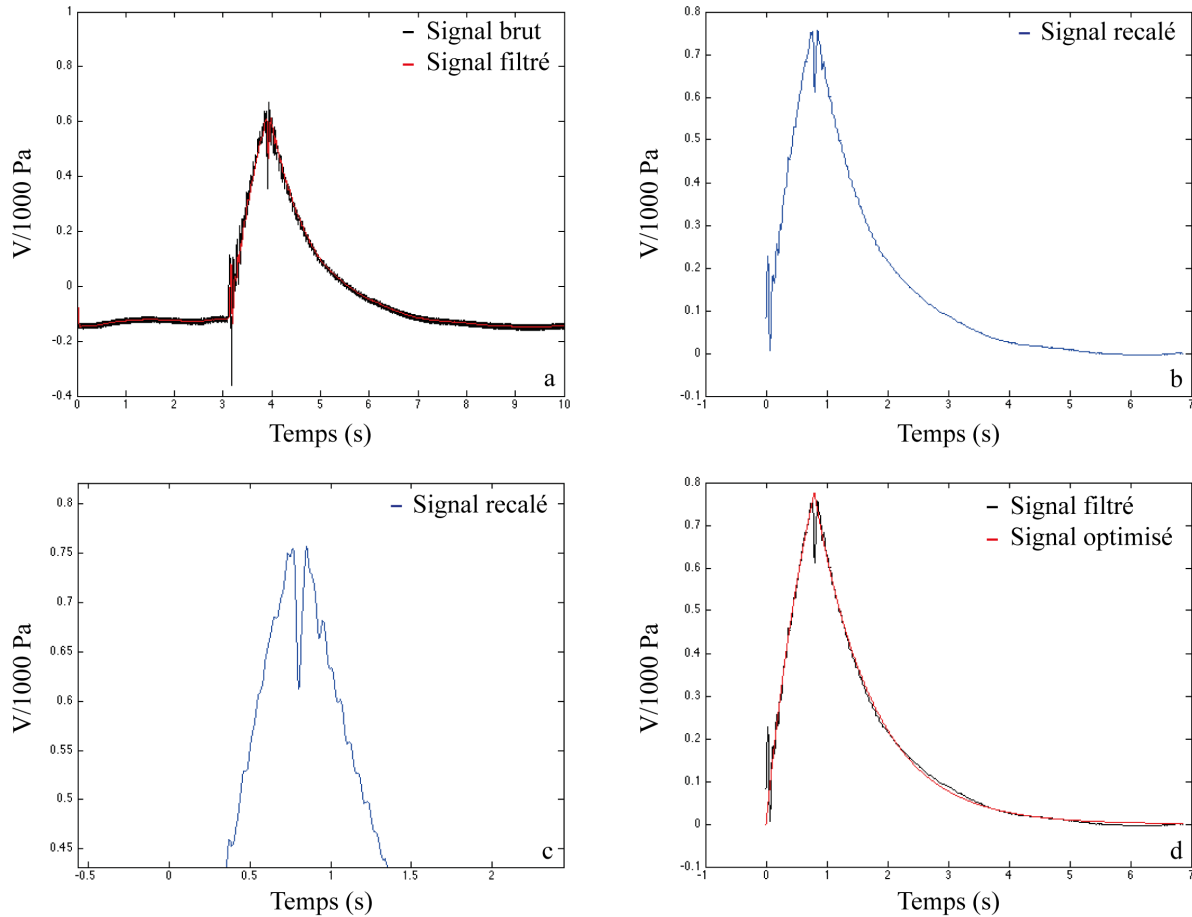 Signal brut
Signal filtré
V/1000 Pa
1
0.8
0.6
0.4
0.2
0
-0.2
-0.4
0 1 2 3 4 5 6 7 8 9 10
Temps (s)
a
Signal recalé
V/1000 Pa
0.8
0.7
0.6
0.5
0.4
0.3
0.2
0.1
0
-0.1
-1 0 1 2 3 4 5 6 7
Temps (s)
b
Signal recalé
V/1000 Pa
0.8
0.75
0.7
0.65
0.6
0.55
0.5
0.45
-0.5 0 0.5 1 1.5 2
Temps (s)
c
Signal filtré
Signal optimisé
V/1000 Pa
0.8
0.7
0.6
0.5
0.4
0.3
0.2
0.1
0
-0.1
-1 0 1 2 3 4 5 6 7
Temps (s)
d